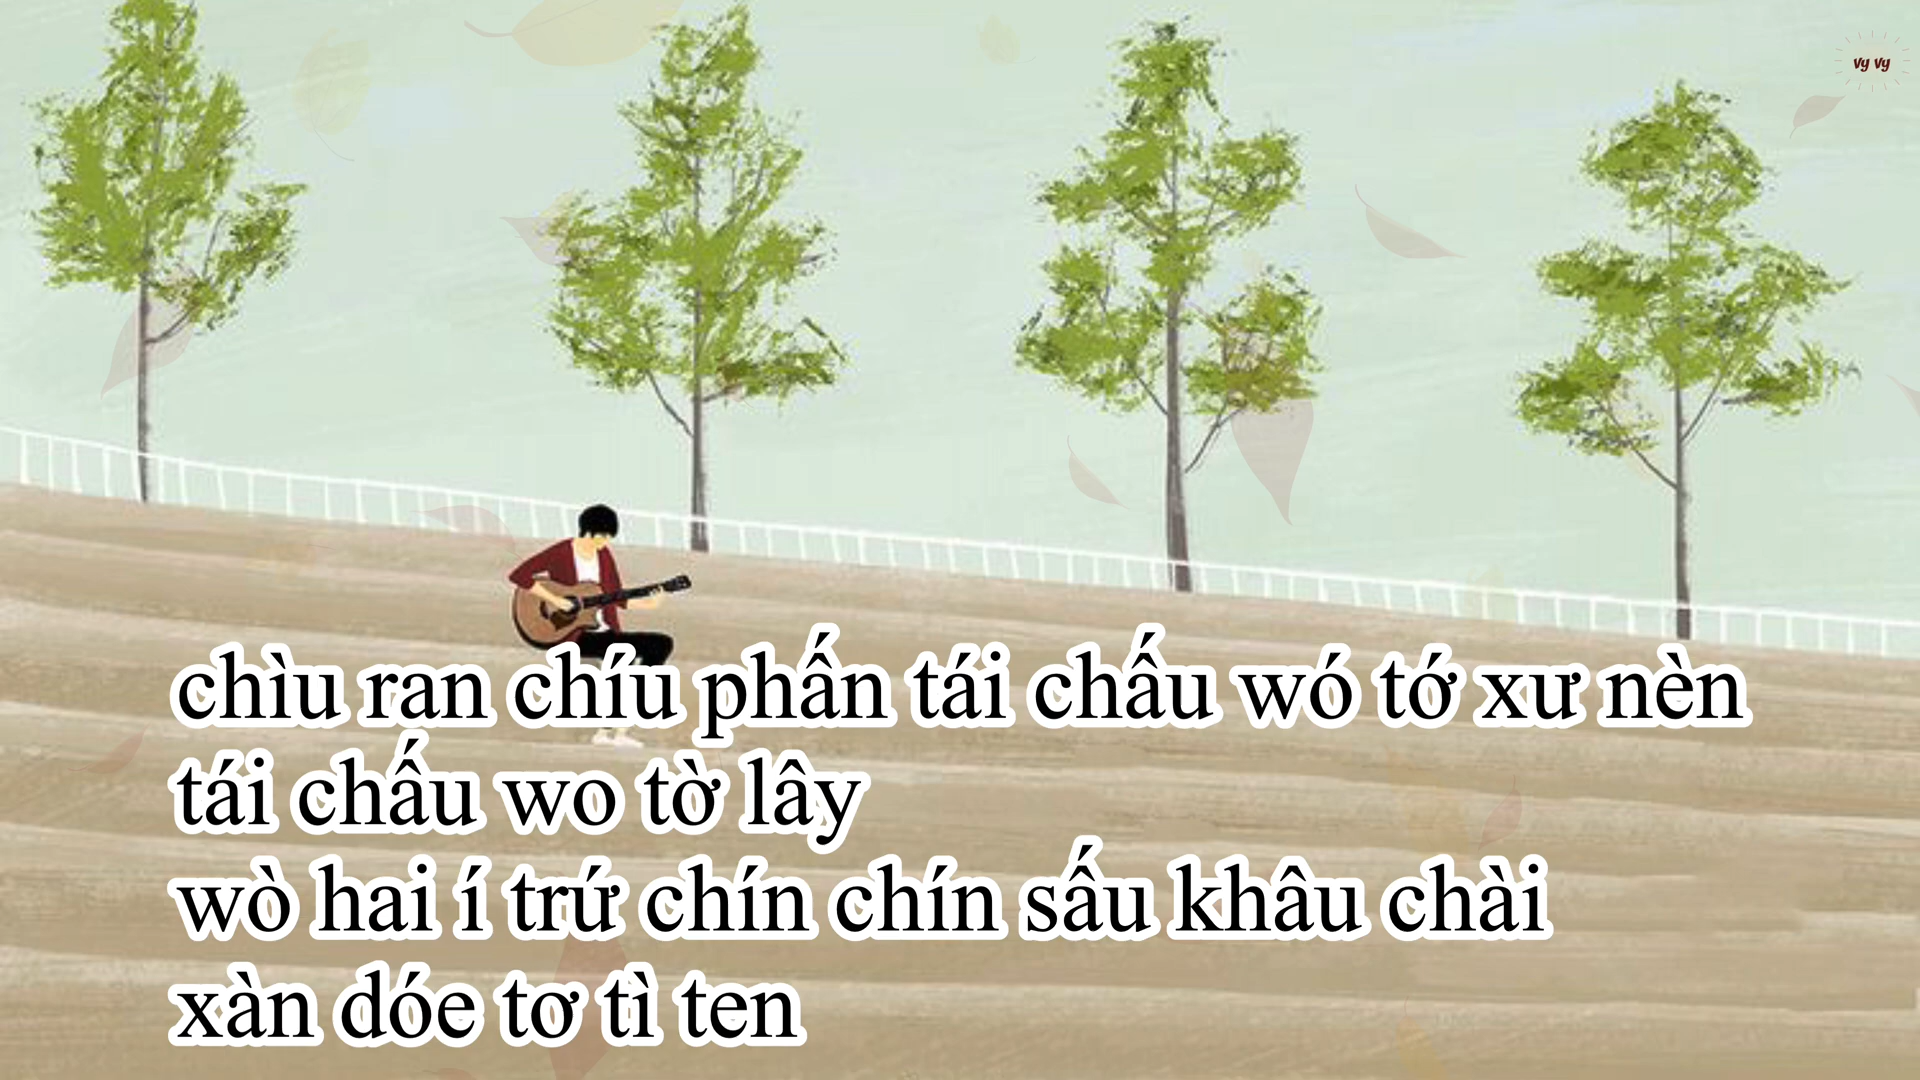 vy vy
chìu ran chíu phấn tái chấu wó tớ xư nèn
tái chấu wo tờ lây
wò hai í trứ chín chín sấu khâu chài
xàn dóe tơ tì ten